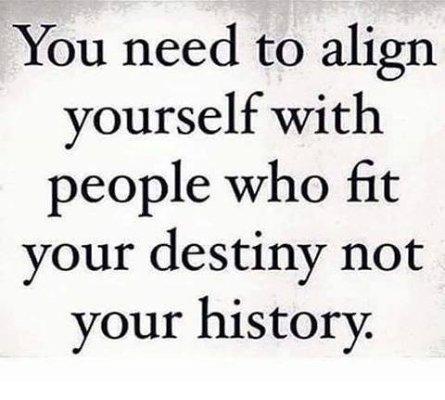 You need to align
yourself with
people who fit
your destiny not
your history.